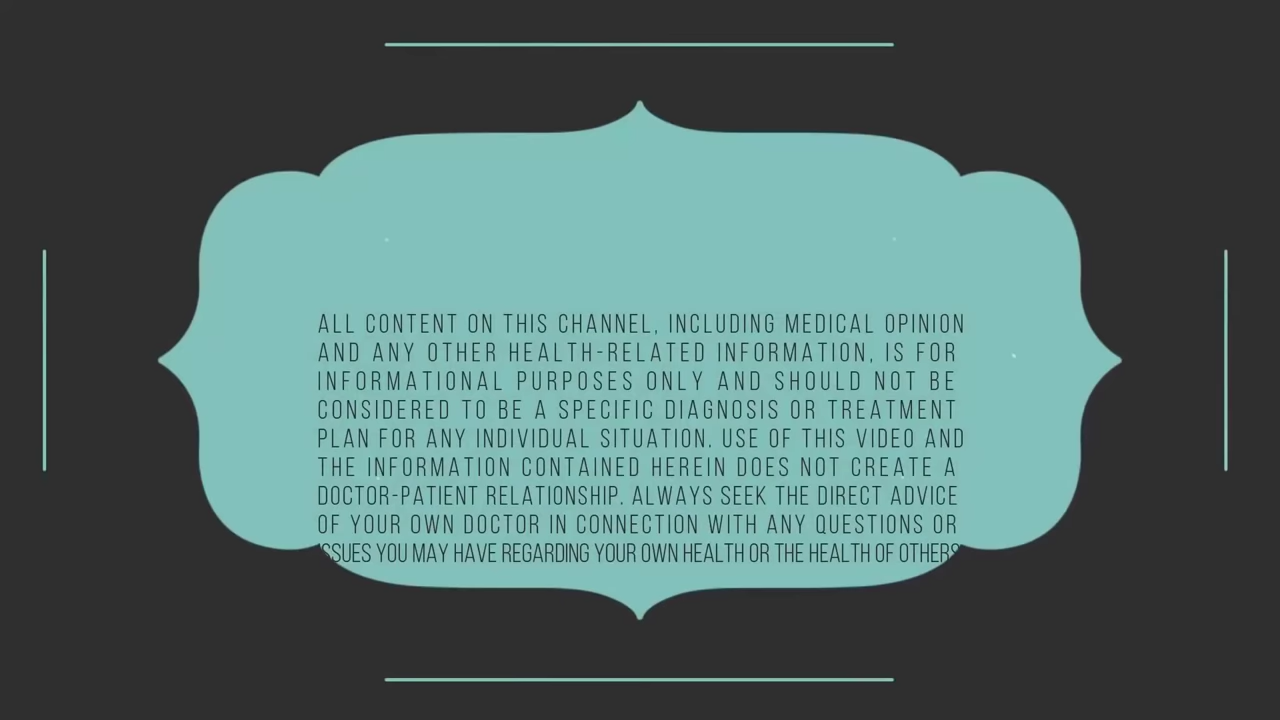 ALL CONTENT ON THIS CHANNEL, INCLUDING MEDICAL OPINION
AND ANY OTHER HEALTH-RELATED INFORMATION, IS FOR
INFORMATIONAL PURPOSES ONLY AND SHOULD NOT BE
CONSIDERED TO BE A SPECIFIC DIAGNOSIS OR TREATMENT
PLAN FOR ANY INDIVIDUAL SITUATION. USE OF THIS VIDEO AND
THE INFORMATION CONTAINED HEREIN DOES NOT CREATE A
DOCTOR-PATIENT RELATIONSHIP. ALWAYS SEEK THE DIRECT ADVICE
OF YOUR OWN DOCTOR IN CONNECTION WITH ANY QUESTIONS OR
ISSUES YOU MAY HAVE REGARDING YOUR OWN HEALTH OR THE HEALTH OF OTHERS